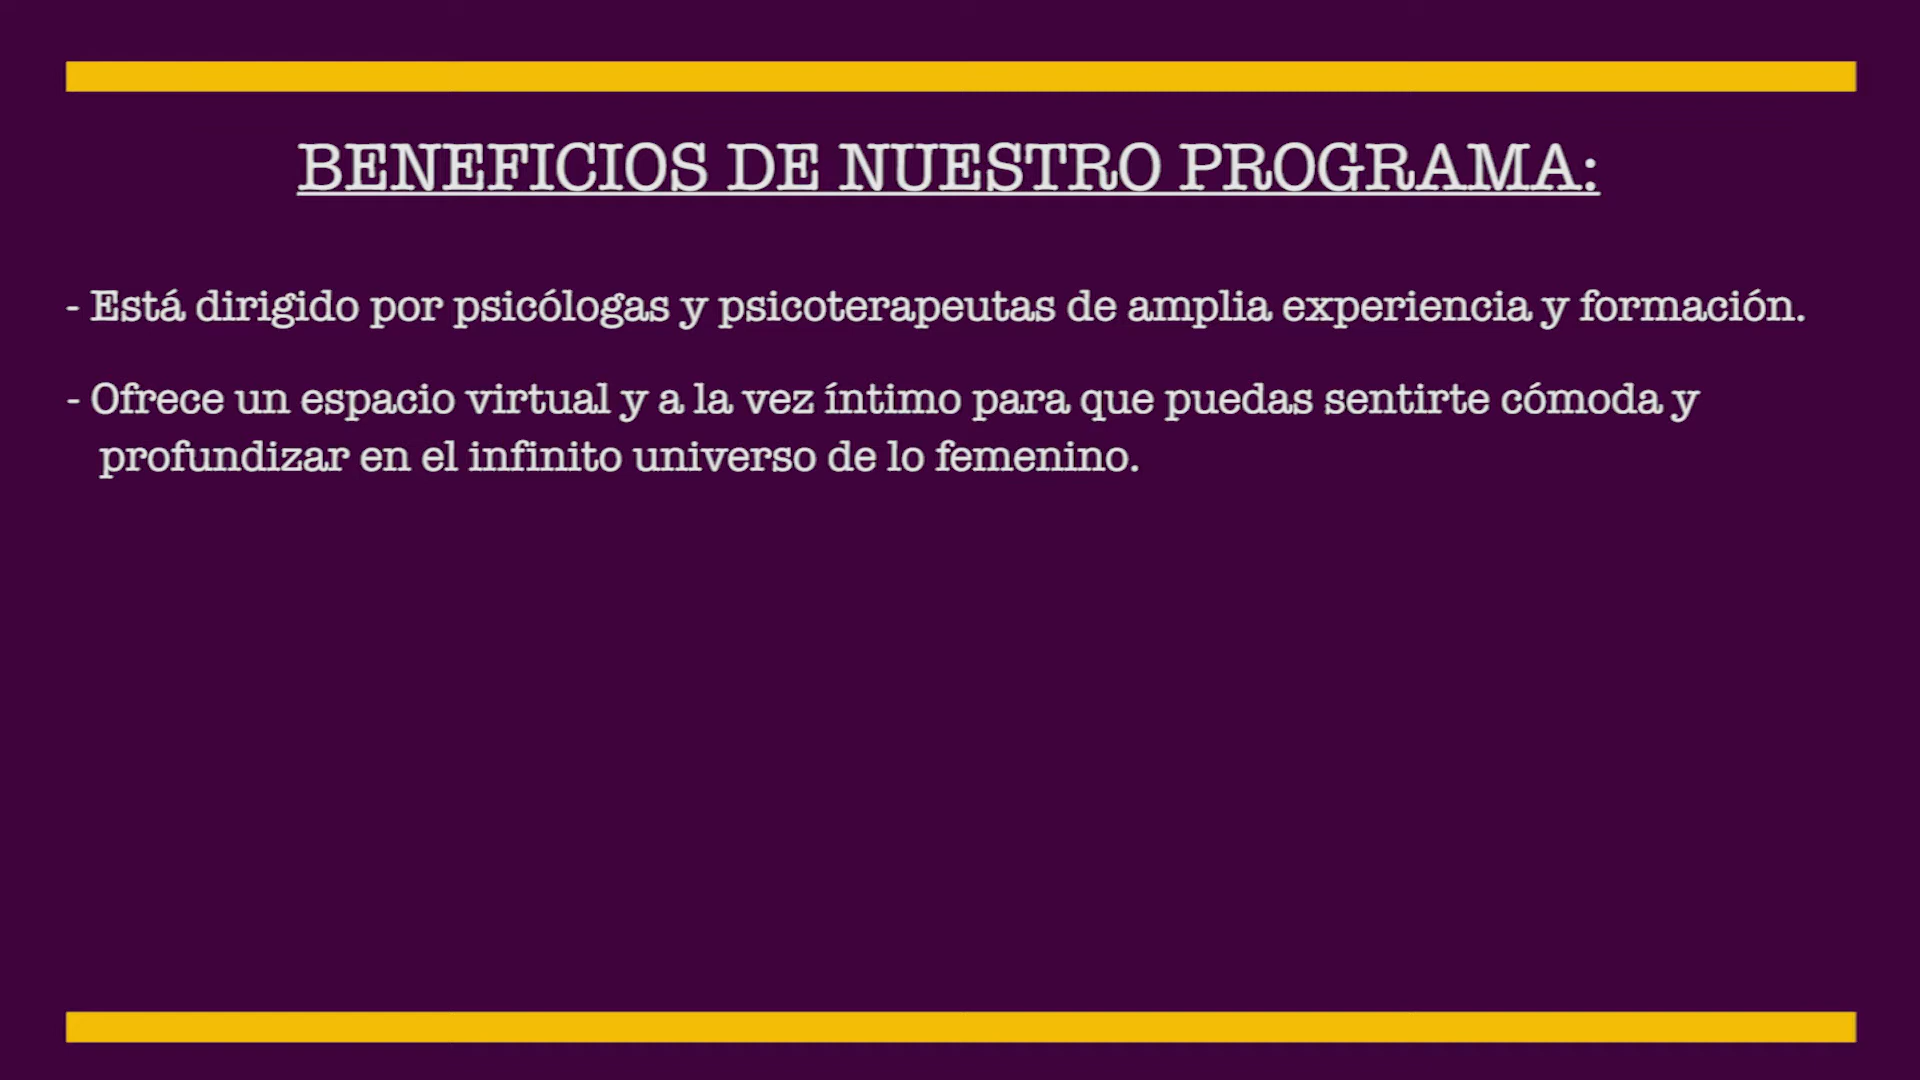 BENEFICIOS DE NUESTRO PROGRAMA:
- Está dirigido por psicólogas y psicoterapeutas de amplia experiencia y formación.
- Ofrece un espacio virtual y a la vez íntimo para que puedas sentirte cómoda y
profundizar en el infinito universo de lo femenino.